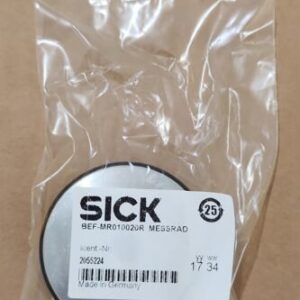 SICK
BEF-MR010020R MESSRAD
25
Ident.-Nr.
YY WW
2055224
17 34
Made in Germany